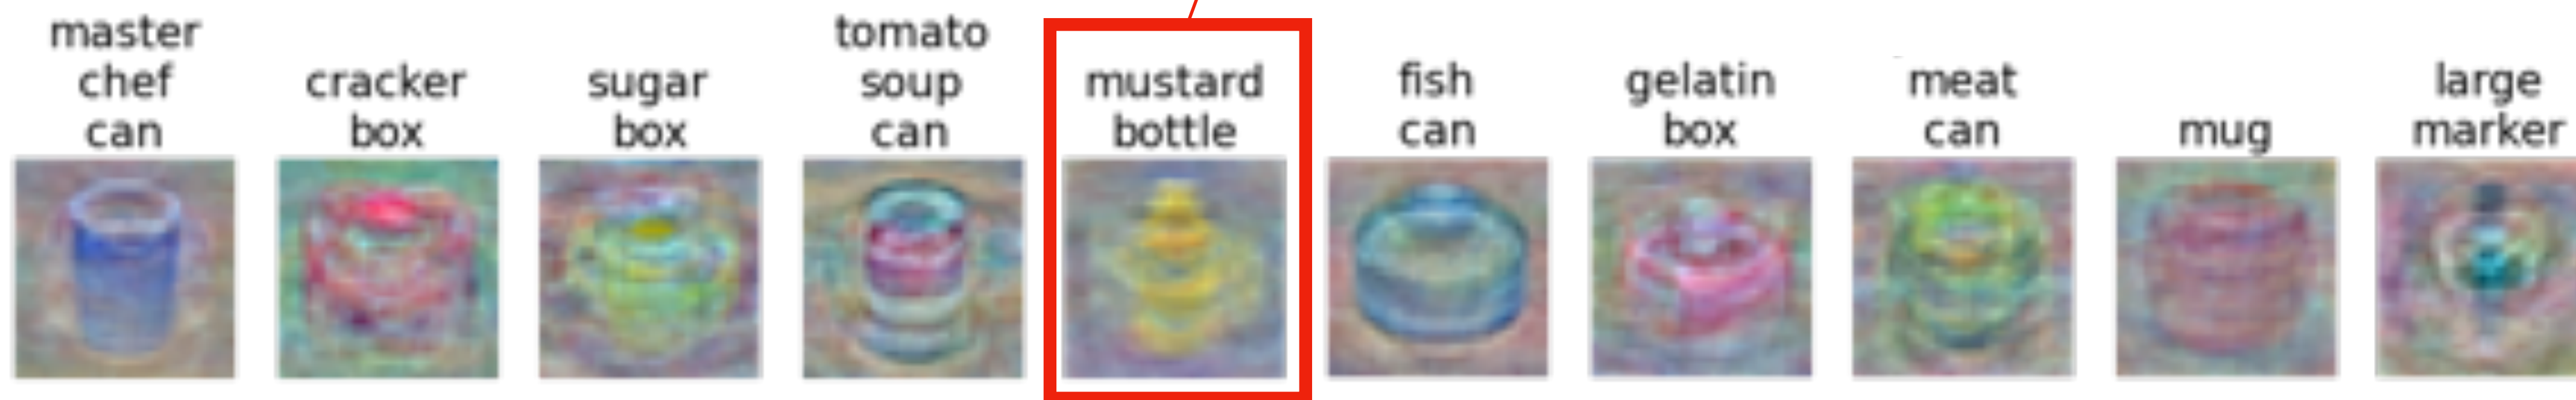 master
chef
can
cracker
box
sugar
box
tomato
soup
can
mustard
bottle
fish
can
gelatin
box
meat
can
mug
large
marker